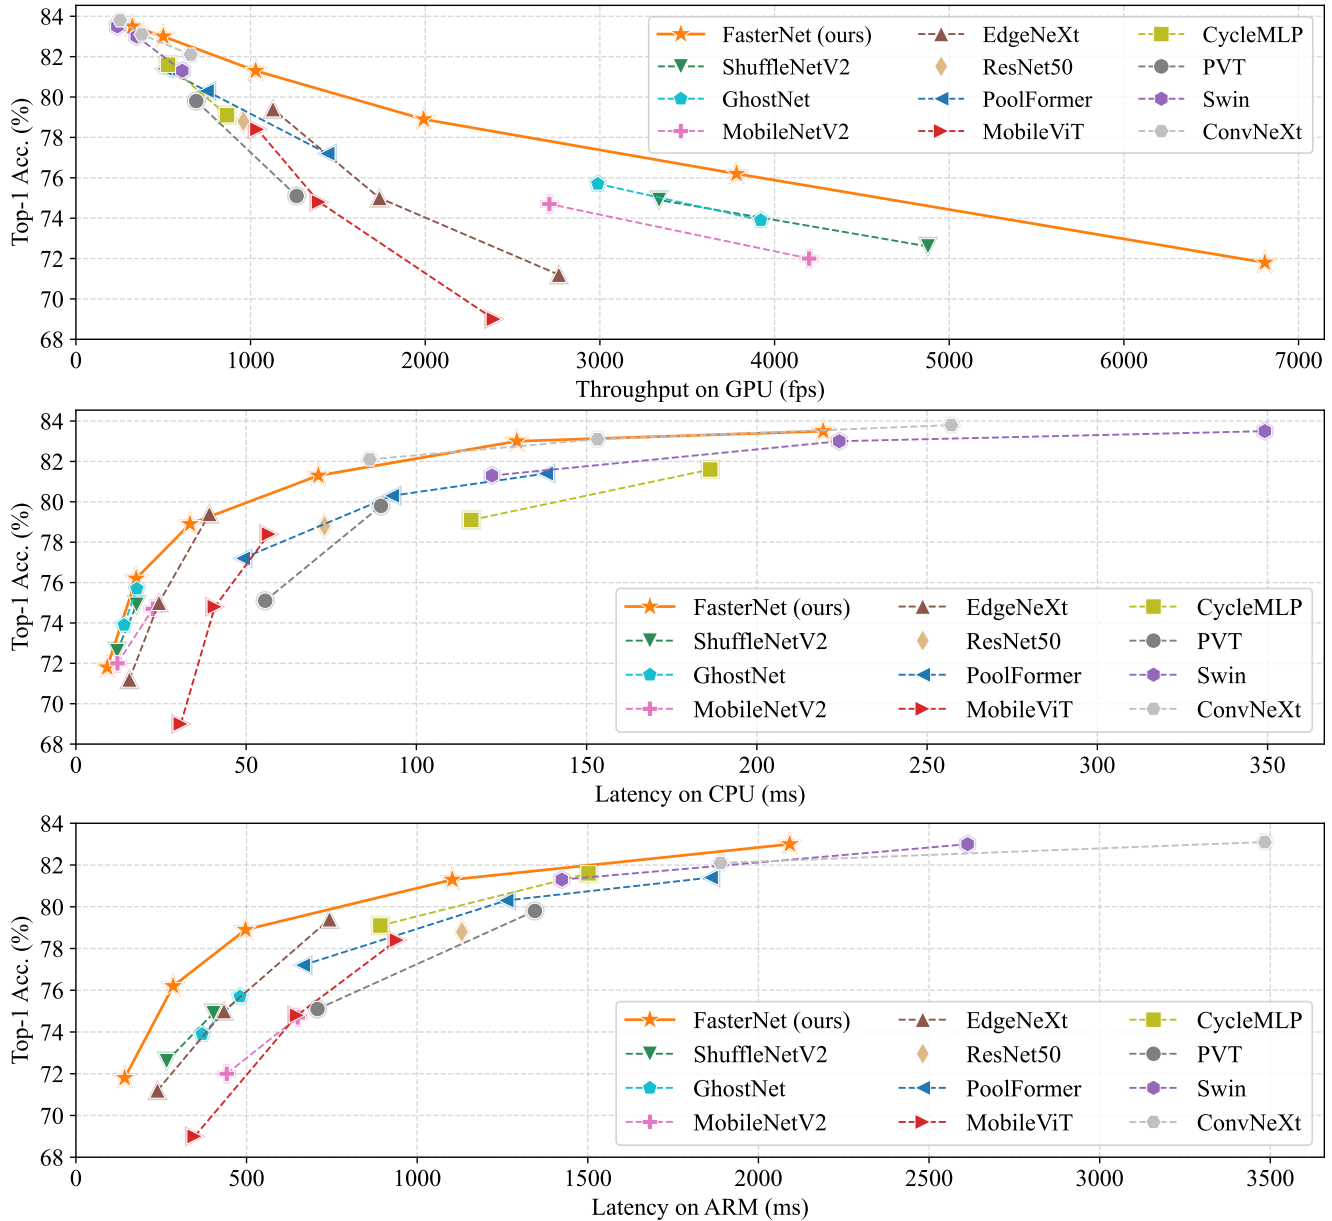 84
82
80
78
76
74
72
70
68
Top-1 Acc. (%)
FasterNet (ours)
ShuffleNetV2
GhostNet
MobileNetV2
EdgeNeXt
ResNet50
PoolFormer
MobileViT
CycleMLP
PVT
Swin
ConvNeXt
0 1000 2000 3000 4000 5000 6000 7000
Throughput on GPU (fps)
84
82
80
78
76
74
72
70
68
Top-1 Acc. (%)
FasterNet (ours)
ShuffleNetV2
GhostNet
MobileNetV2
EdgeNeXt
ResNet50
PoolFormer
MobileViT
CycleMLP
PVT
Swin
ConvNeXt
0 50 100 150 200 250 300 350
Latency on CPU (ms)
84
82
80
78
76
74
72
70
68
Top-1 Acc. (%)
FasterNet (ours)
ShuffleNetV2
GhostNet
MobileNetV2
EdgeNeXt
ResNet50
PoolFormer
MobileViT
CycleMLP
PVT
Swin
ConvNeXt
0 500 1000 1500 2000 2500 3000 3500
Latency on ARM (ms)